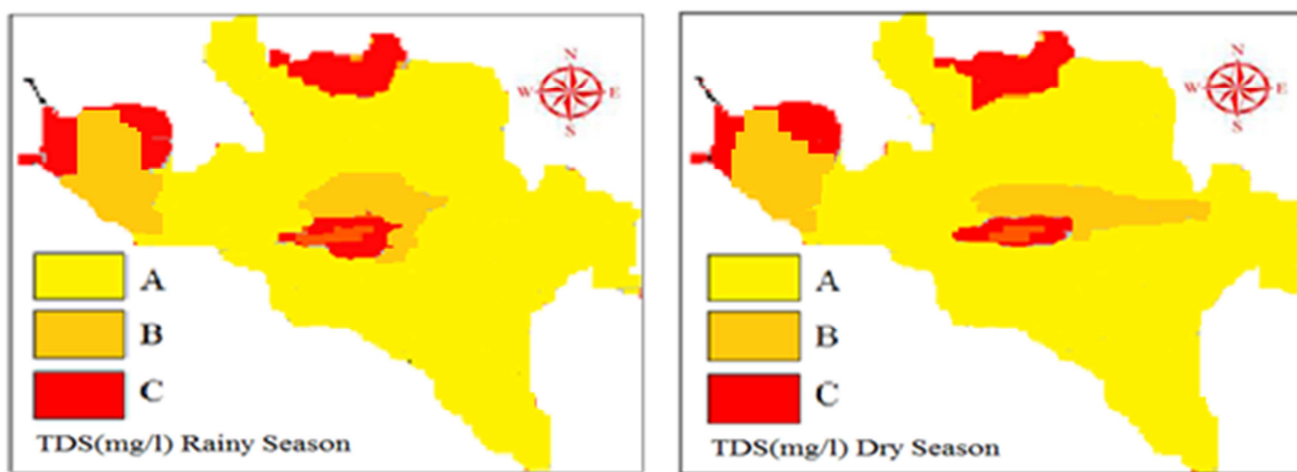 N
W E
S
A
B
C
TDS(mg/l) Rainy Season
N
W E
S
A
B
C
TDS(mg/l) Dry Season